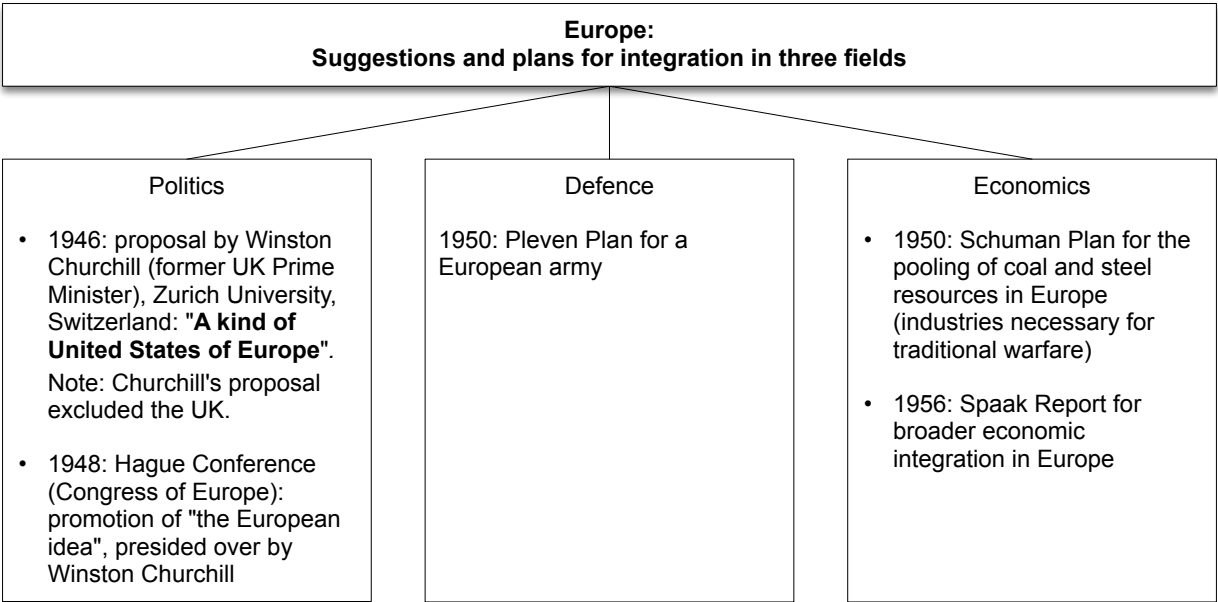 Europe:
Suggestions and plans for integration in three fields
Politics
• 1946: proposal by Winston
Churchill (former UK Prime
Minister), Zurich University,
Switzerland: "A kind of
United States of Europe".
Note: Churchill's proposal
excluded the UK.
• 1948: Hague Conference
(Congress of Europe):
promotion of "the European
idea", presided over by
Winston Churchill
Defence
1950: Pleven Plan for a
European army
Economics
• 1950: Schuman Plan for the
pooling of coal and steel
resources in Europe
(industries necessary for
traditional warfare)
• 1956: Spaak Report for
broader economic
integration in Europe